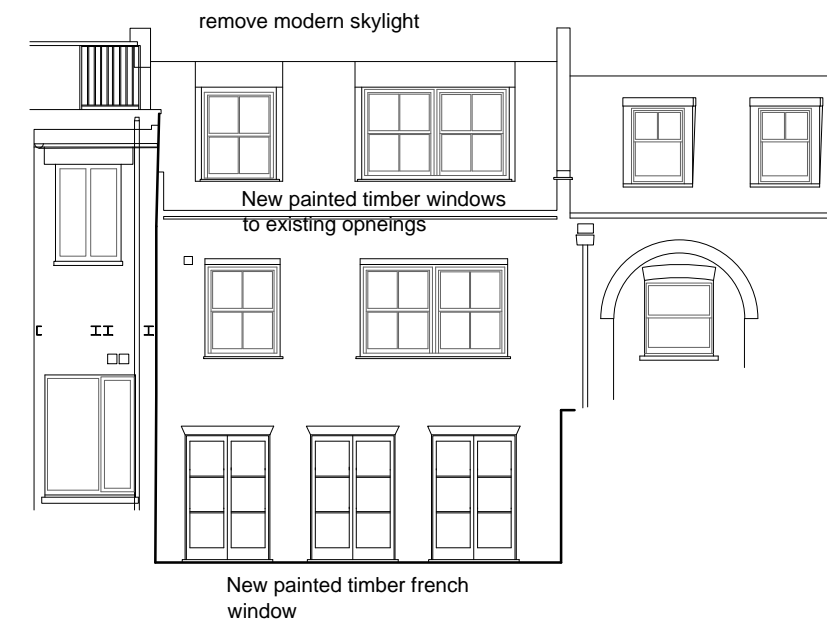 remove modern skylight
New painted timber windows
to existing opneings
New painted timber french
window